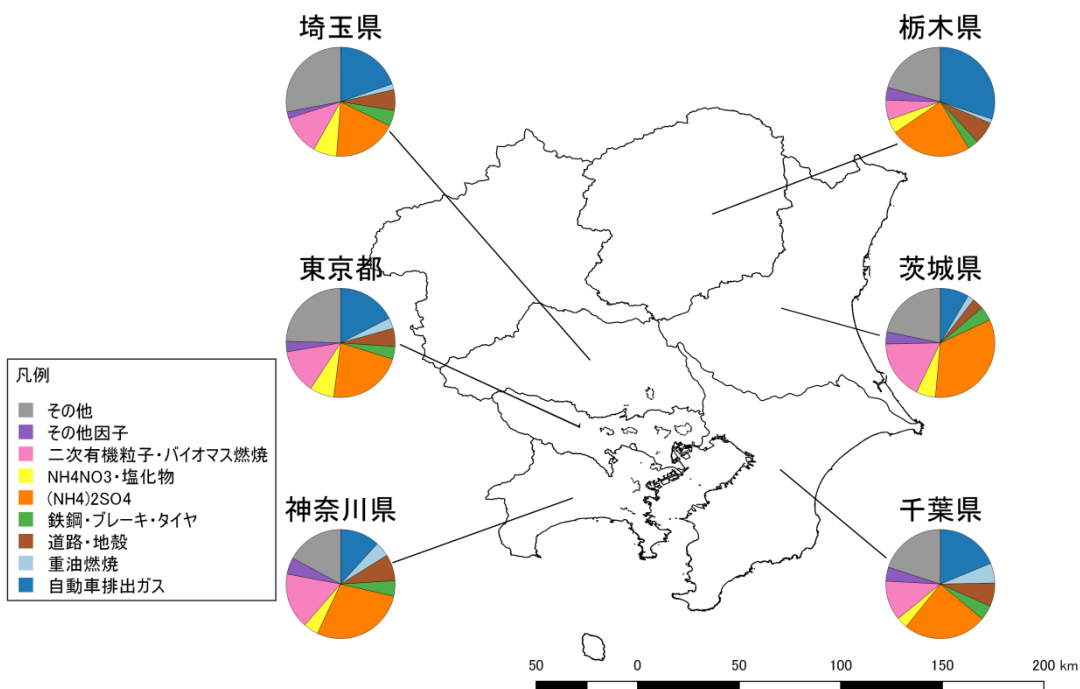 埼玉県
栃木県
東京都
茨城県
凡例
その他
その他因子
二次有機粒子・バイオマス燃焼
NH4NO3・塩化物
(NH4)2SO4
鉄鋼・ブレーキ・タイヤ
道路・地殻
重油燃焼
自動車排出ガス
神奈川県
千葉県
50 0 50 100 150 200 km